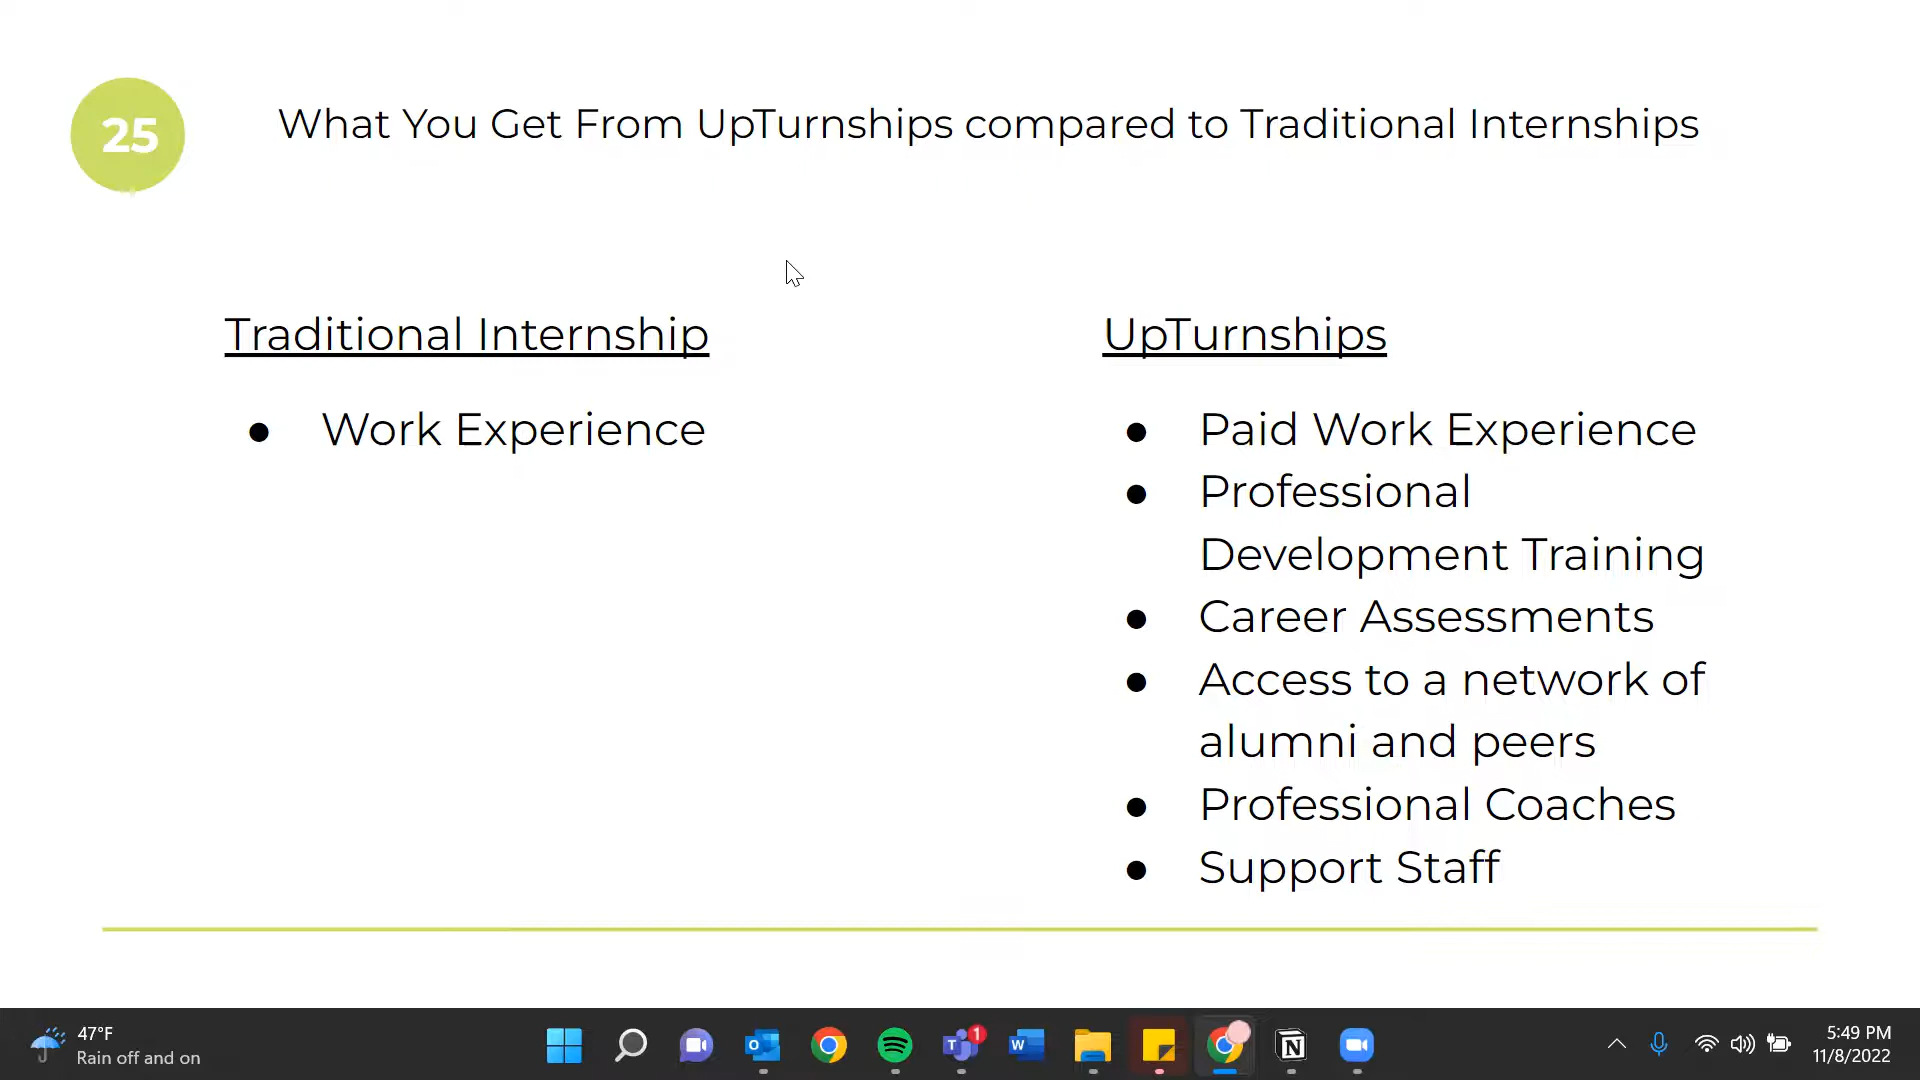 25
What You Get From UpTurnships compared to Traditional Internships
Traditional Internship
● Work Experience
UpTurnships
● Paid Work Experience
● Professional
Development Training
● Career Assessments
● Access to a network of
alumni and peers
● Professional Coaches
● Support Staff
47°F
Rain off and on
1
5:49 PM
11/8/2022